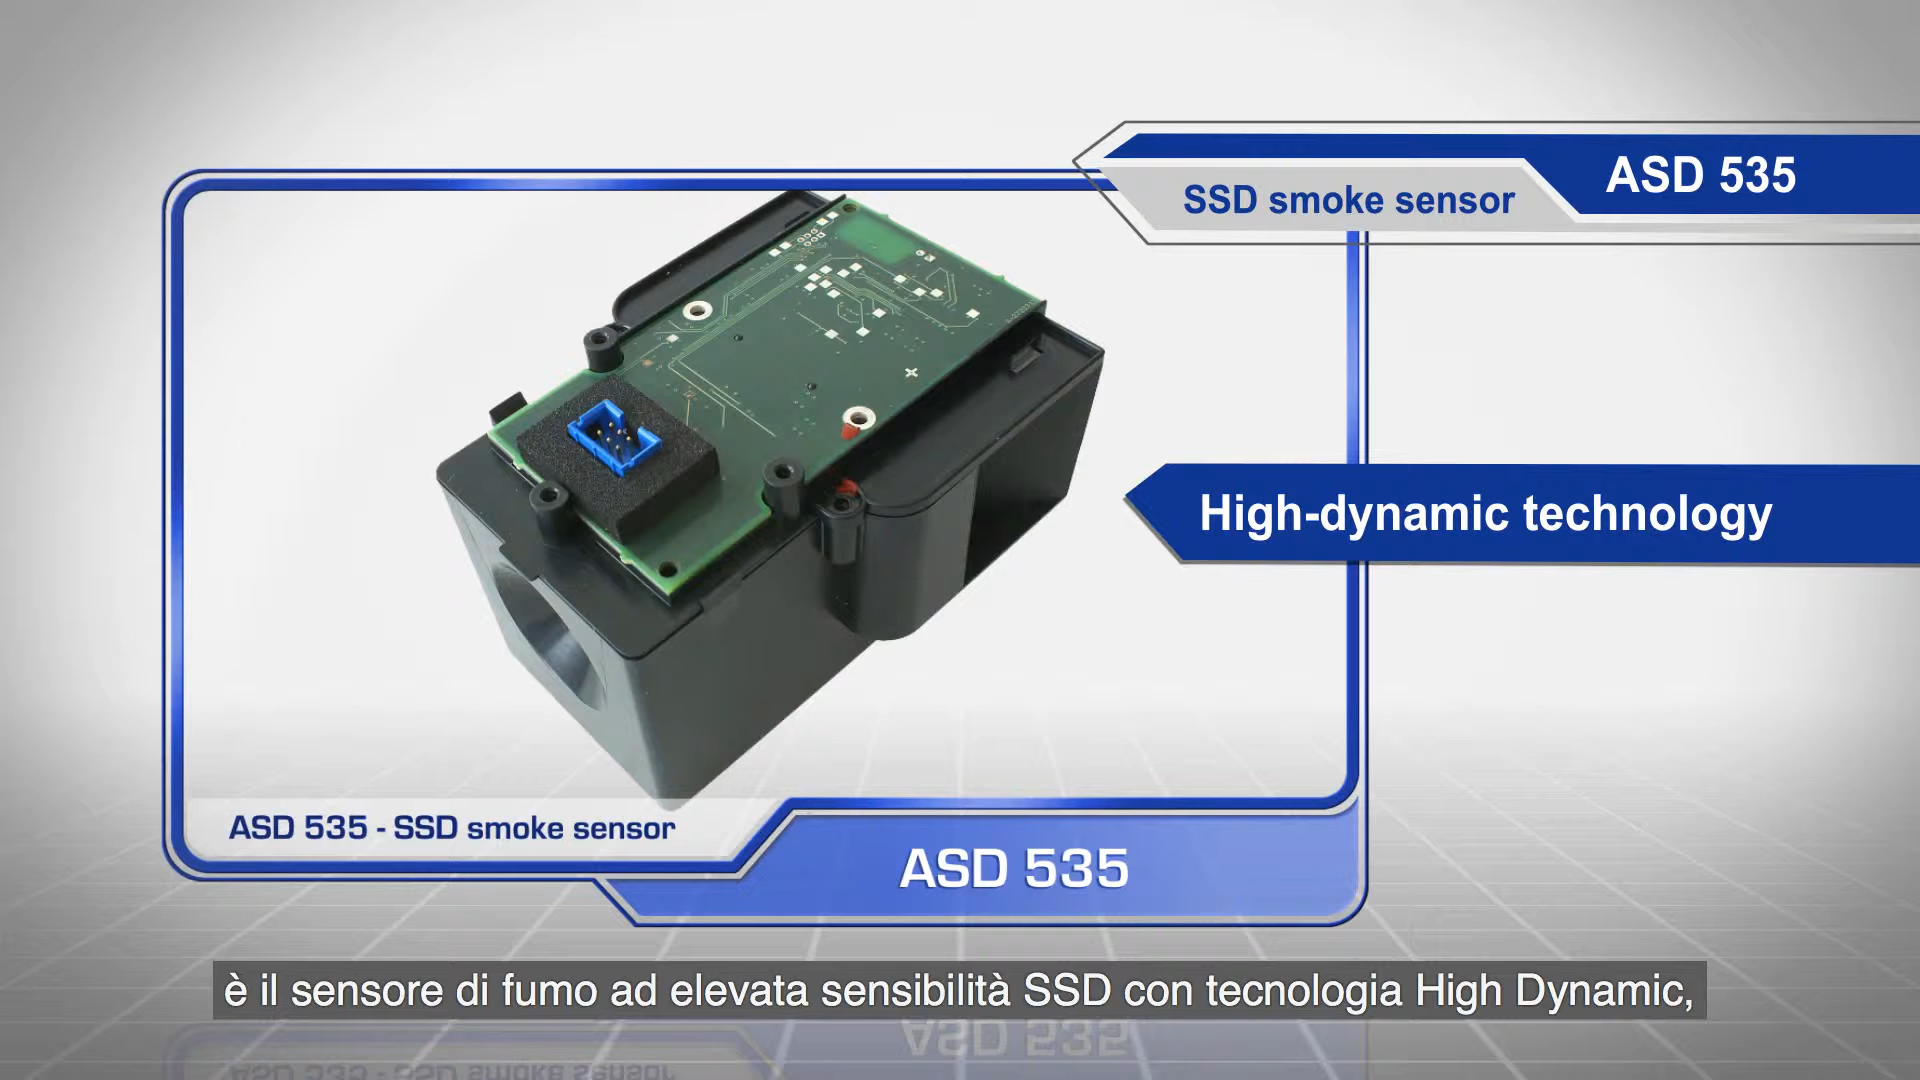 ASD 535
SSD smoke sensor
High-dynamic technology
ASD 535 - SSD smoke sensor
ASD 535
è il sensore di fumo ad elevata sensibilità SSD con tecnologia High Dynamic,